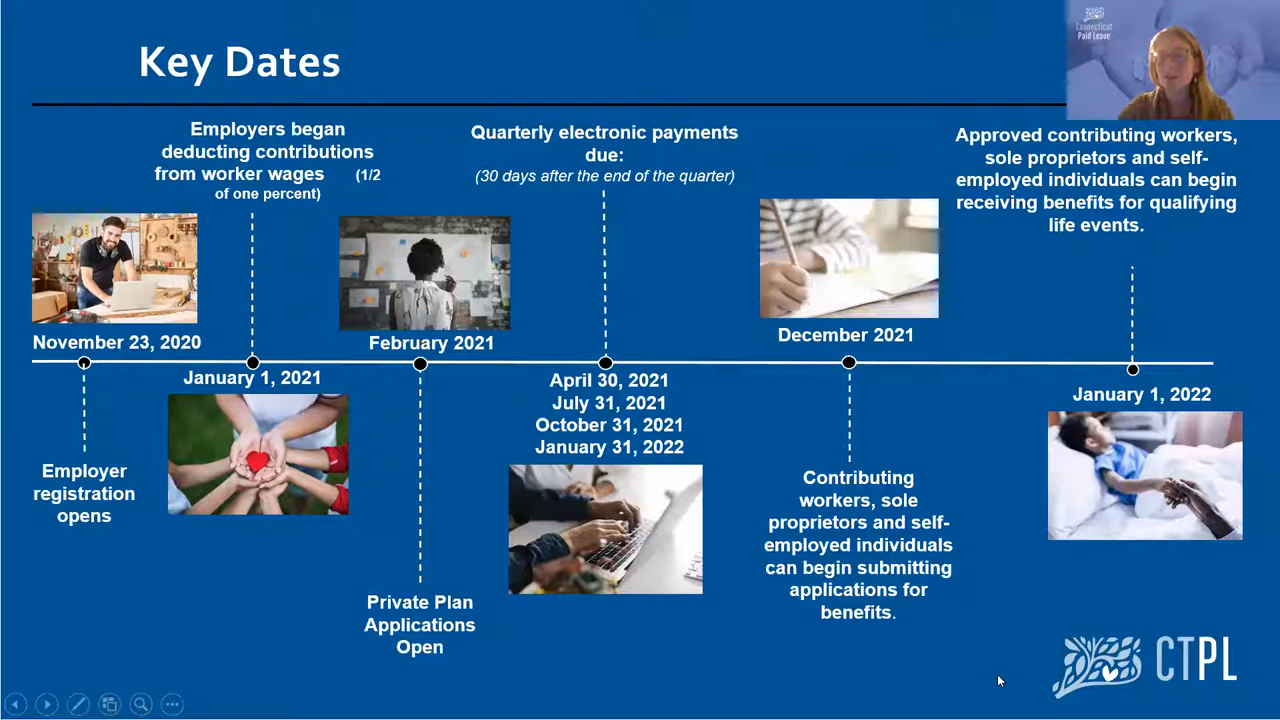 Key Dates
Connecticut
Paid Leave
Employers began
deducting contributions
from worker wages (1/2
of one percent)
Quarterly electronic payments
due:
(30 days after the end of the quarter)
Approved contributing workers,
sole proprietors and self-
employed individuals can begin
receiving benefits for qualifying
life events.
November 23, 2020
February 2021
December 2021
January 1, 2021
April 30, 2021
July 31, 2021
October 31, 2021
January 31, 2022
January 1, 2022
Employer
registration
opens
Private Plan
Applications
Open
Contributing
workers, sole
proprietors and self-
employed individuals
can begin submitting
applications for
benefits.
CTPL